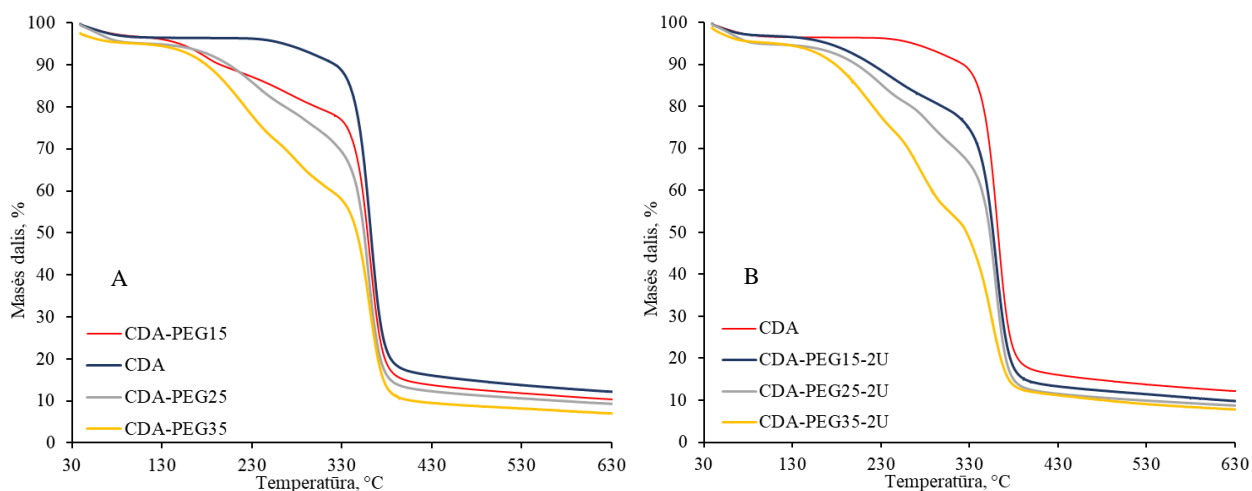 100
90
80
70
60
50
40
30
20
10
0
Masės dalis, %
A
CDA-PEG15
CDA
CDA-PEG25
CDA-PEG35
30 130 230 330 430 530 630
Temperatūra, °C
100
90
80
70
60
50
40
30
20
10
0
Masės dalis, %
B
CDA
CDA-PEG15-2U
CDA-PEG25-2U
CDA-PEG35-2U
30 130 230 330 430 530 630
Temperatūra, °C